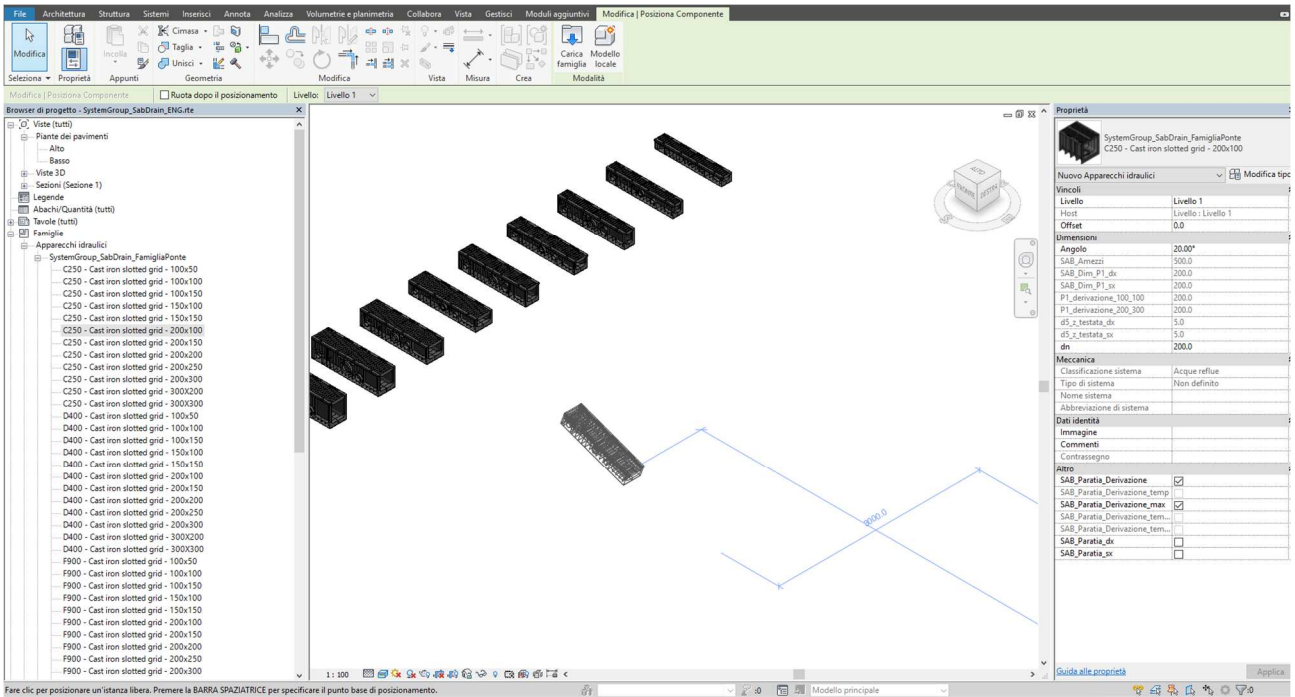 File Architettura Struttura Sistemi Inserisci Annota Analizza Volumetrie e planimetria Collabora Vista Gestisci Moduli aggiuntivi Modifica | Posiziona Componente
Modifica
Incolla
Cimasa
Taglia
Unisci
Carica famiglia
Modello locale
Seleziona Proprietà Appunti Geometria Modifica Vista Misura Crea Modalità
Modifica | Posiziona Componente Ruota dopo il posizionamento Livello: Livello 1
Browser di progetto - SystemGroup_SabDrain_ENG.rte
Viste (tutti)
Piante dei pavimenti
Alto
Basso
Viste 3D
Sezioni (Sezione 1)
Legende
Abachi/Quantità (tutti)
Tavole (tutti)
Famiglie
Apparecchi idraulici
SystemGroup_SabDrain_FamigliaPonte
C250 - Cast iron slotted grid - 100x50
C250 - Cast iron slotted grid - 100x100
C250 - Cast iron slotted grid - 100x150
C250 - Cast iron slotted grid - 150x100
C250 - Cast iron slotted grid - 150x150
C250 - Cast iron slotted grid - 200x100
C250 - Cast iron slotted grid - 200x150
C250 - Cast iron slotted grid - 200x200
C250 - Cast iron slotted grid - 200x250
C250 - Cast iron slotted grid - 200x300
C250 - Cast iron slotted grid - 300X200
C250 - Cast iron slotted grid - 300X300
D400 - Cast iron slotted grid - 100x50
D400 - Cast iron slotted grid - 100x100
D400 - Cast iron slotted grid - 100x150
D400 - Cast iron slotted grid - 150x100
D400 - Cast iron slotted grid - 150x150
D400 - Cast iron slotted grid - 200x100
D400 - Cast iron slotted grid - 200x150
D400 - Cast iron slotted grid - 200x200
D400 - Cast iron slotted grid - 200x250
D400 - Cast iron slotted grid - 200x300
D400 - Cast iron slotted grid - 300X200
D400 - Cast iron slotted grid - 300X300
F900 - Cast iron slotted grid - 100x50
F900 - Cast iron slotted grid - 100x100
F900 - Cast iron slotted grid - 100x150
F900 - Cast iron slotted grid - 150x100
F900 - Cast iron slotted grid - 150x150
F900 - Cast iron slotted grid - 200x100
F900 - Cast iron slotted grid - 200x150
F900 - Cast iron slotted grid - 200x200
F900 - Cast iron slotted grid - 200x250
F900 - Cast iron slotted grid - 200x300
ALTO
FRONTE
DESTRA
1 : 100
Proprietà
SystemGroup_SabDrain_FamigliaPonte
C250 - Cast iron slotted grid - 200x100
Nuovo Apparecchi idraulici Modifica tipo
Vincoli
Livello Livello 1
Host Livello : Livello 1
Offset 0.0
Dimensioni
Angolo 20.00°
SAB_Amezzi 500.0
SAB_Dim_P1_dx 200.0
SAB_Dim_P1_sx 200.0
P1_derivazione_100_100 200.0
P1_derivazione_200_300 200.0
d5_z_testata_dx 5.0
d5_z_testata_sx 5.0
dn 200.0
Meccanica
Classificazione sistema Acque reflue
Tipo di sistema Non definito
Nome sistema
Abbreviazione di sistema
Dati identità
Immagine
Commenti
Contrassegno
Altro
SAB_Paratia_Derivazione
SAB_Paratia_Derivazione_temp
SAB_Paratia_Derivazione_max
SAB_Paratia_Derivazione_tem...
SAB_Paratia_Derivazione_tem...
SAB_Paratia_dx
SAB_Paratia_sx
Guida alle proprietà Applica
Fare clic per posizionare un'istanza libera. Premere la BARRA SPAZIATRICE per specificare il punto base di posizionamento.
:0 Modello principale :0